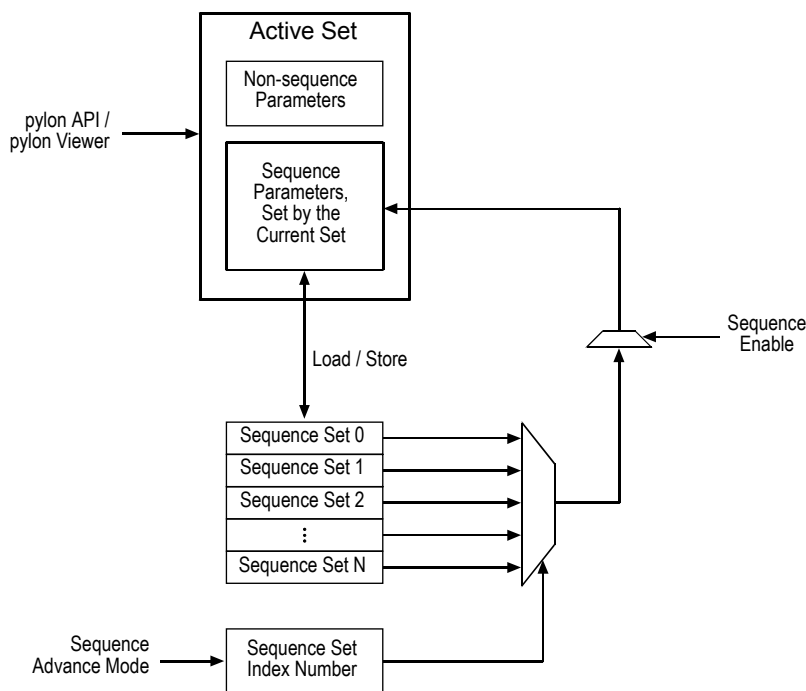 Active Set
Non-sequence
Parameters
pylon API /
pylon Viewer
Sequence
Parameters,
Set by the
Current Set
Sequence
Enable
Load / Store
Sequence Set 0
Sequence Set 1
Sequence Set 2
⋮
Sequence Set N
Sequence
Advance Mode
Sequence Set
Index Number